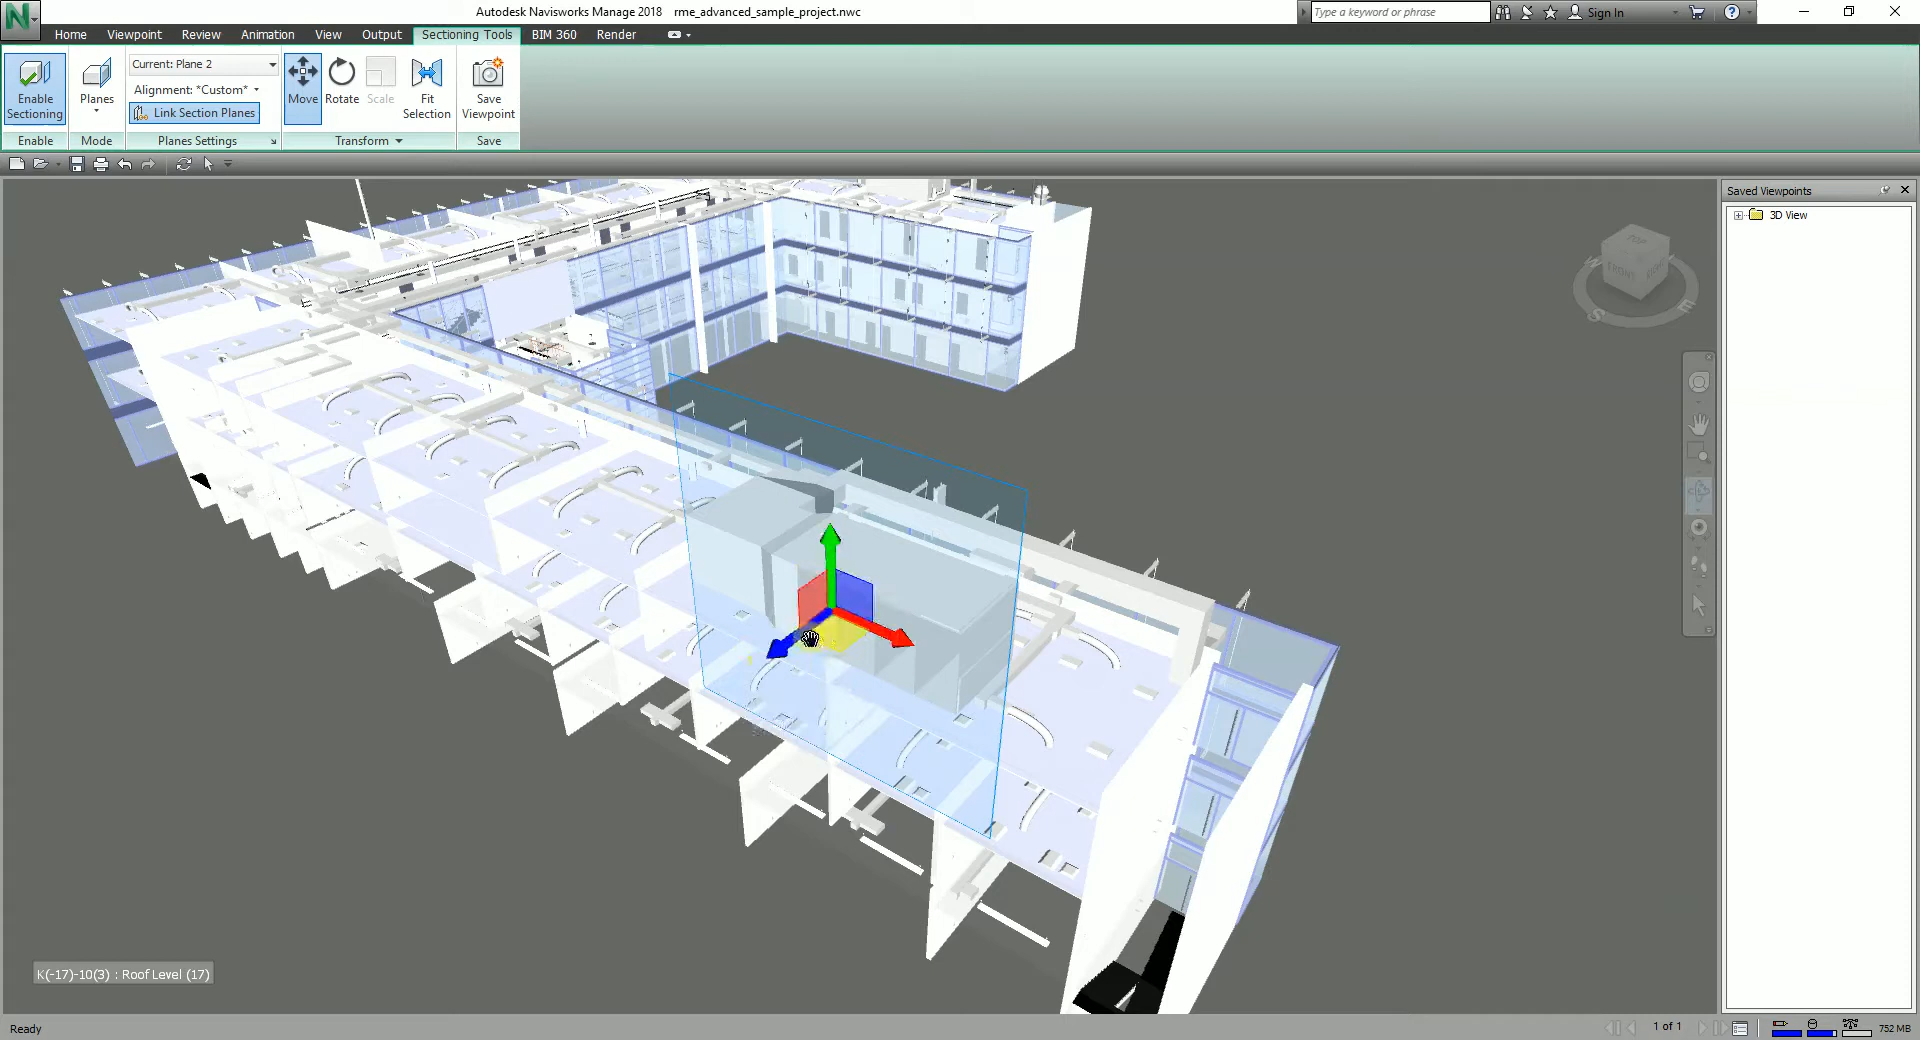 Autodesk Navisworks Manage 2018 rme_advanced_sample_project.nwc
Type a keyword or phrase
Sign In
Home Viewpoint Review Animation View Output Sectioning Tools BIM 360 Render
Enable Sectioning
Planes
Current: Plane 2
Alignment: *Custom*
Link Section Planes
Move
Rotate
Scale
Fit Selection
Save Viewpoint
Enable Mode Planes Settings Transform Save
Saved Viewpoints
3D View
TOP
FRONT
S
E
K(-17)-10(3) : Roof Level (17)
Ready
1 of 1
752 MB